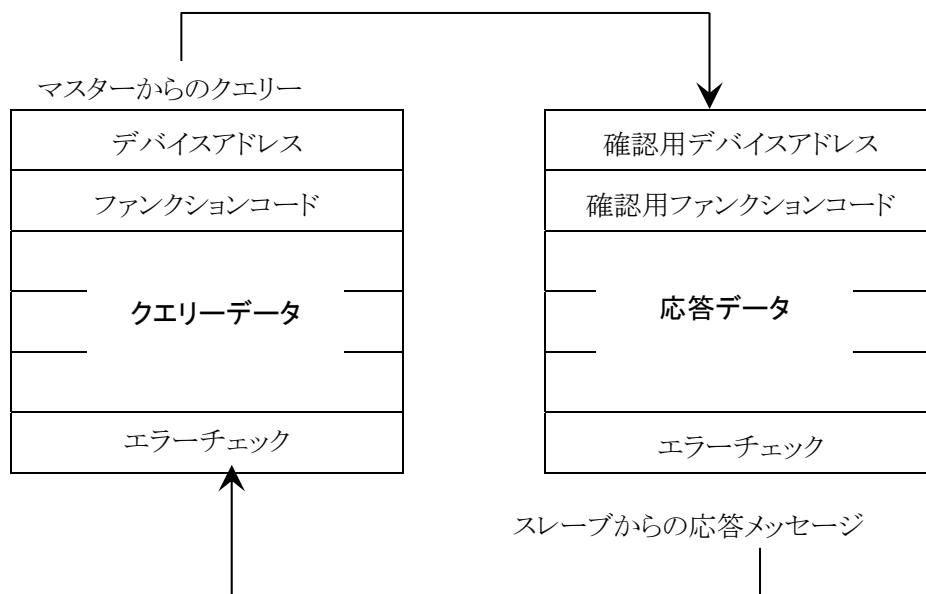 マスターからのクエリー
デバイスアドレス
ファンクションコード
クエリーデータ
エラーチェック
確認用デバイスアドレス
確認用ファンクションコード
応答データ
エラーチェック
スレーブからの応答メッセージ